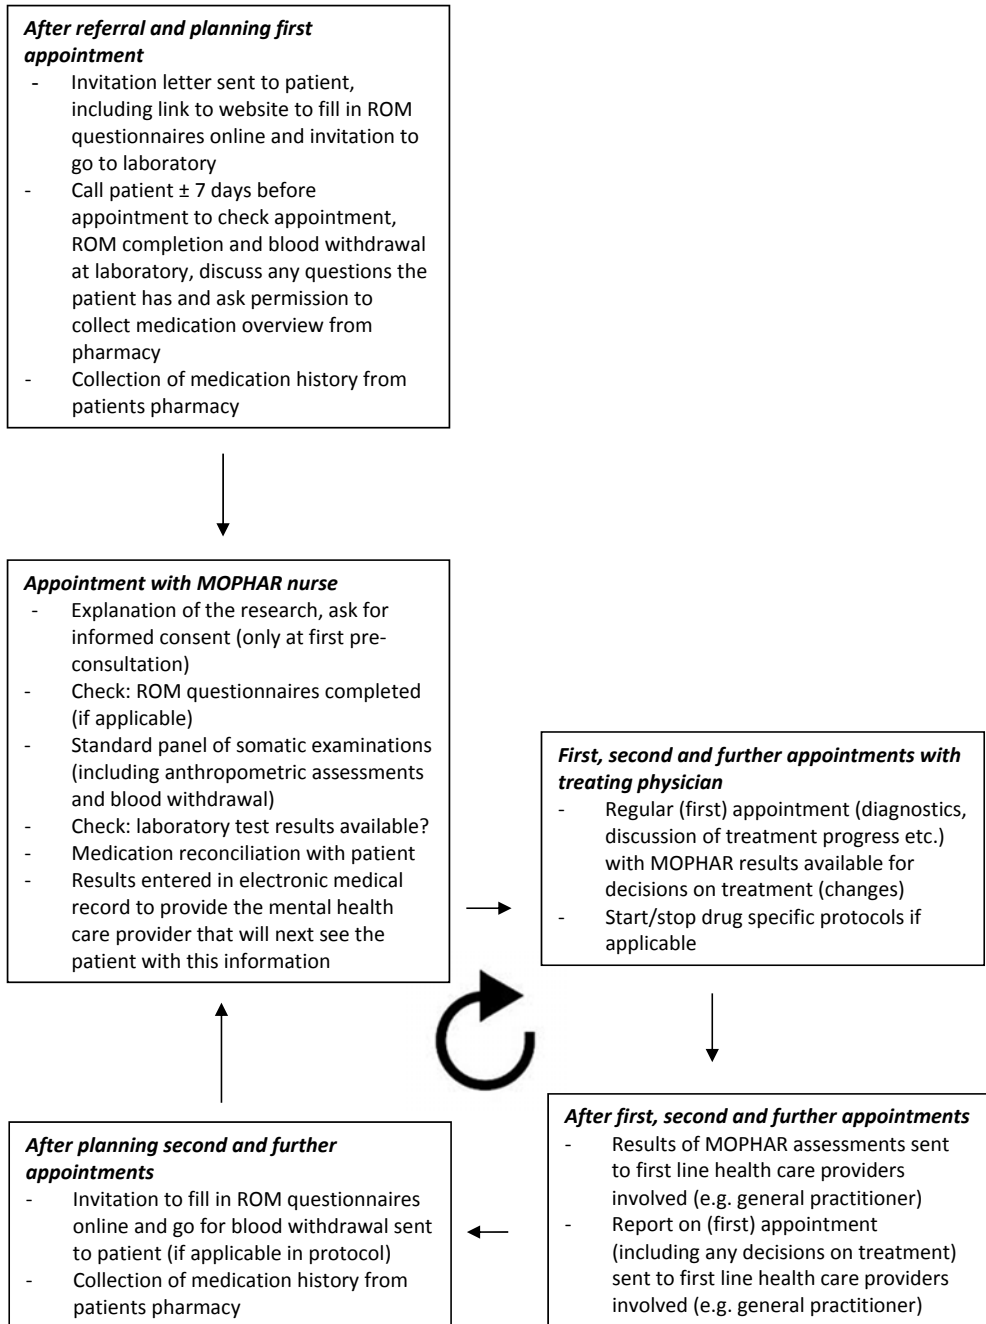 After referral and planning first
appointment
- Invitation letter sent to patient,
including link to website to fill in ROM
questionnaires online and invitation to
go to laboratory
- Call patient ± 7 days before
appointment to check appointment,
ROM completion and blood withdrawal
at laboratory, discuss any questions the
patient has and ask permission to
collect medication overview from
pharmacy
- Collection of medication history from
patients pharmacy
Appointment with MOPHAR nurse
- Explanation of the research, ask for
informed consent (only at first pre-
consultation)
- Check: ROM questionnaires completed
(if applicable)
- Standard panel of somatic examinations
(including anthropometric assessments
and blood withdrawal)
- Check: laboratory test results available?
- Medication reconciliation with patient
- Results entered in electronic medical
record to provide the mental health
care provider that will next see the
patient with this information
First, second and further appointments with
treating physician
- Regular (first) appointment (diagnostics,
discussion of treatment progress etc.)
with MOPHAR results available for
decisions on treatment (changes)
- Start/stop drug specific protocols if
applicable
After first, second and further appointments
- Results of MOPHAR assessments sent
to first line health care providers
involved (e.g. general practitioner)
- Report on (first) appointment
(including any decisions on treatment)
sent to first line health care providers
involved (e.g. general practitioner)
After planning second and further
appointments
- Invitation to fill in ROM questionnaires
online and go for blood withdrawal sent
to patient (if applicable in protocol)
- Collection of medication history from
patients pharmacy